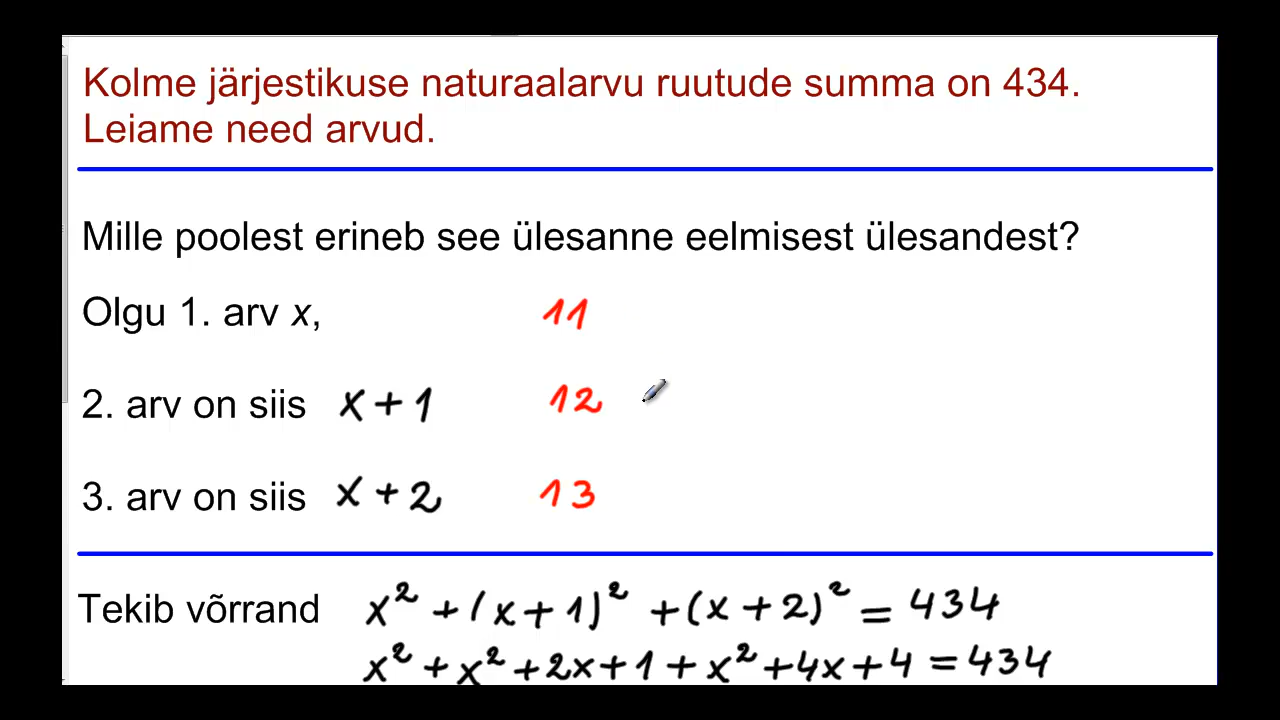 Kolme järjestikuse naturaalarvu ruutude summa on 434.
Leiame need arvud.
Mille poolest erineb see ülesanne eelmisest ülesandest?
Olgu 1. arv x, 11
2. arv on siis x + 1 12
3. arv on siis x + 2 13
Tekib võrrand x² + (x + 1)² + (x + 2)² = 434
x² + x² + 2x + 1 + x² + 4x + 4 = 434